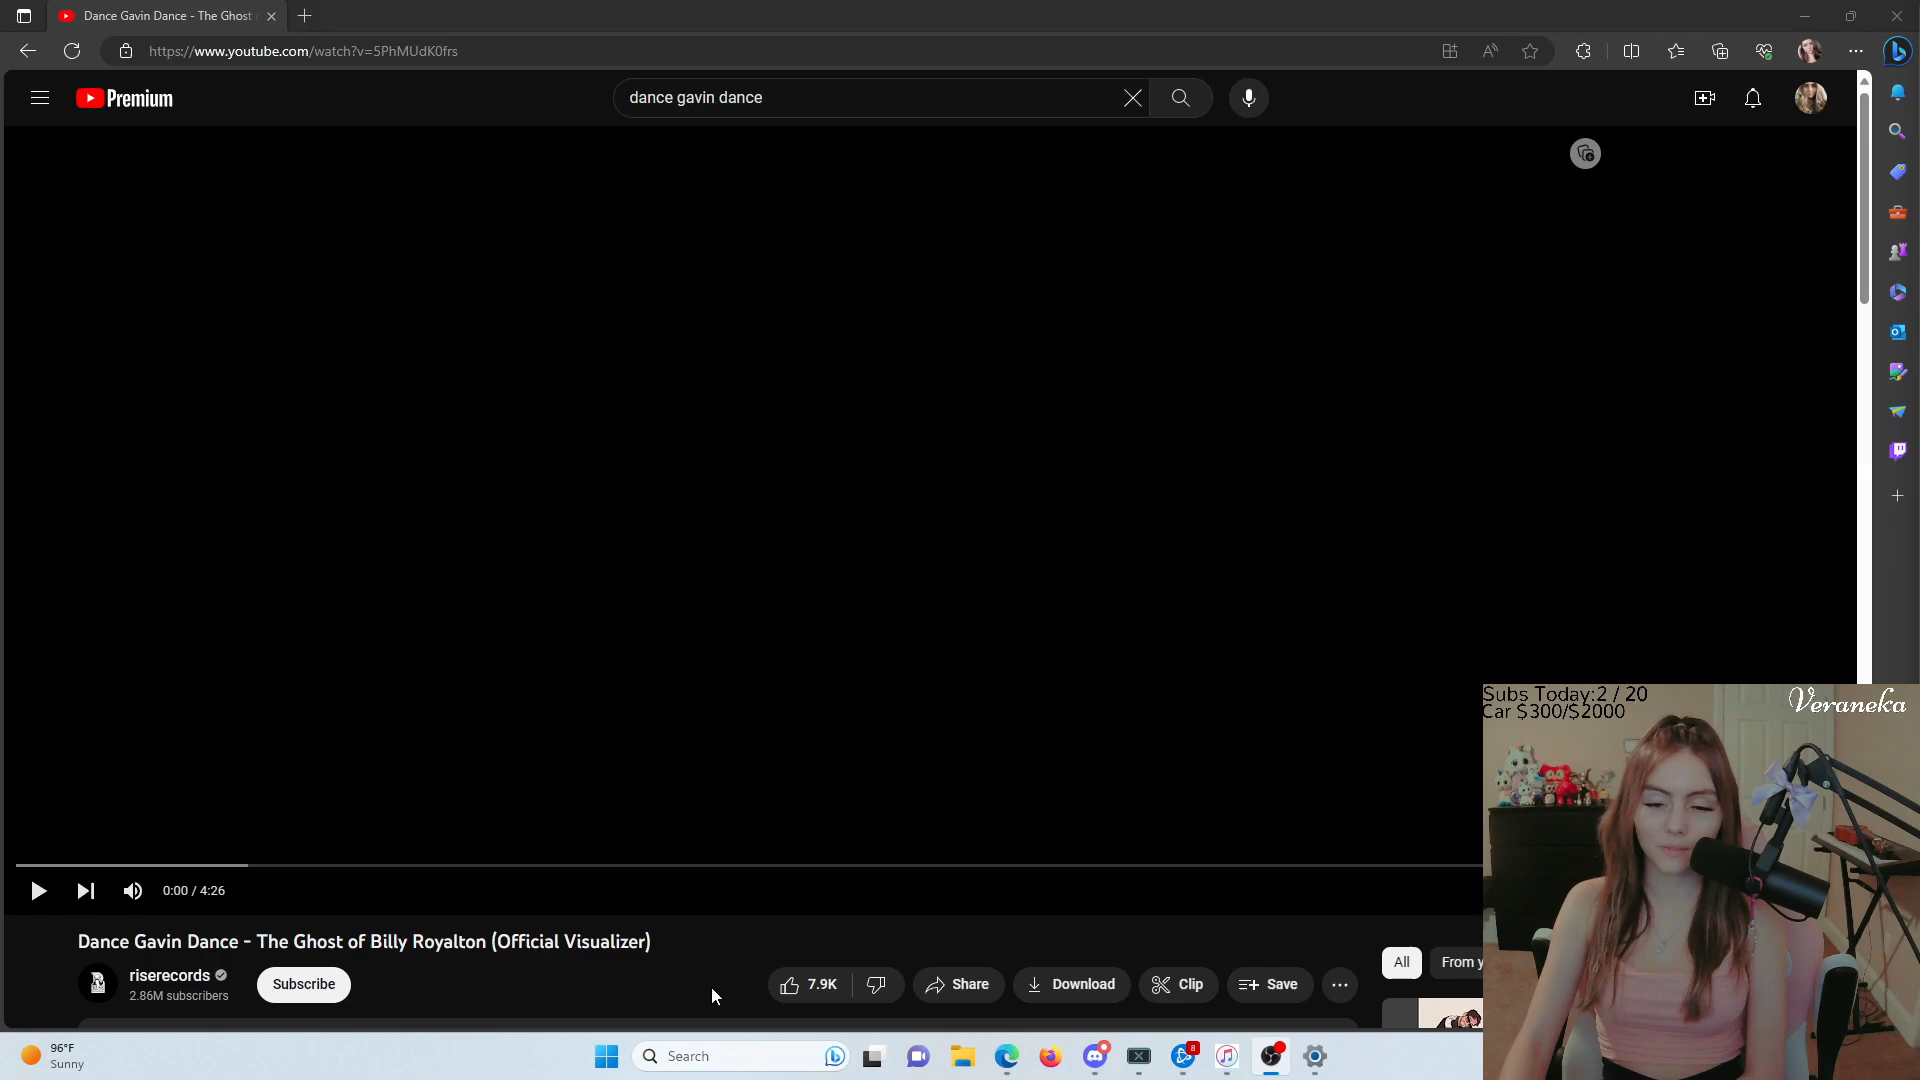 Dance Gavin Dance - The Ghost
https://www.youtube.com/watch?v=5PhMUdK0frs
Premium
dance gavin dance
Subs Today:2 / 20
Car $300/$2000
Veraneka
0:00 / 4:26
Dance Gavin Dance - The Ghost of Billy Royalton (Official Visualizer)
riserecords
2.86M subscribers
Subscribe
7.9K
Share
Download
Clip
Save
All
From y
96°F
Sunny
Search
8